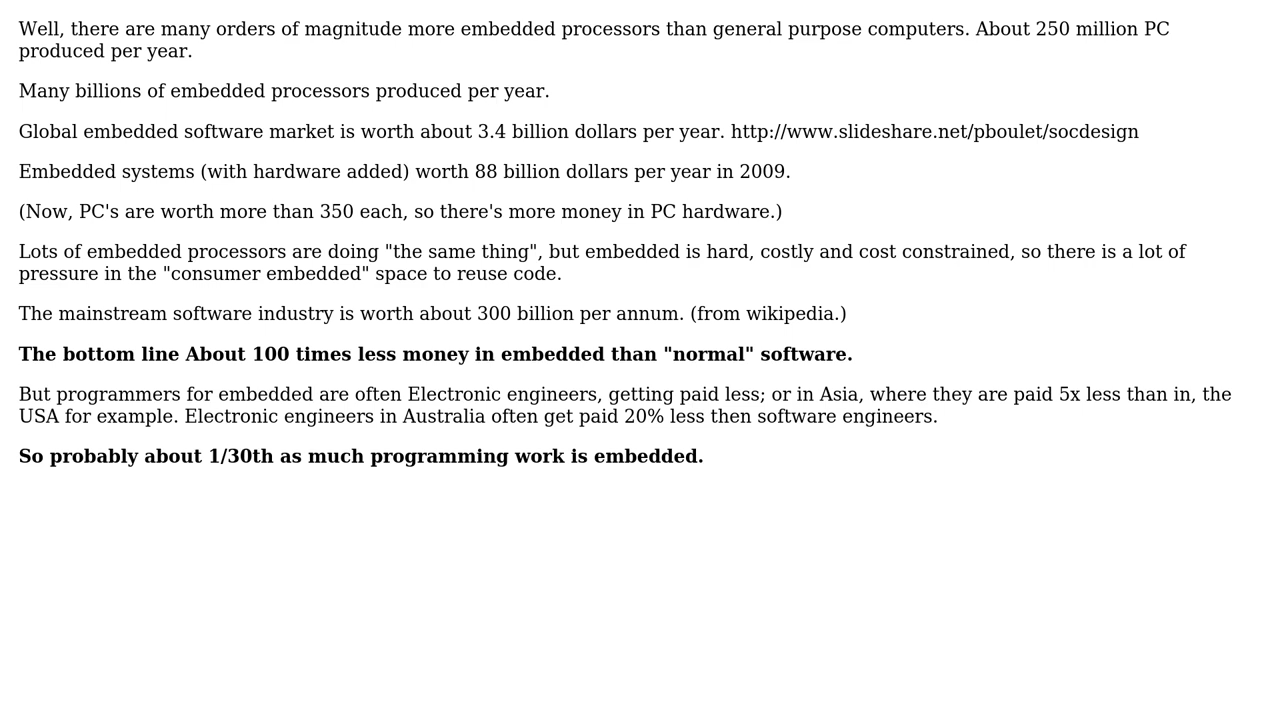 Well, there are many orders of magnitude more embedded processors than general purpose computers. About 250 million PC
produced per year.
Many billions of embedded processors produced per year.
Global embedded software market is worth about 3.4 billion dollars per year. http://www.slideshare.net/pboulet/socdesign
Embedded systems (with hardware added) worth 88 billion dollars per year in 2009.
(Now, PC's are worth more than 350 each, so there's more money in PC hardware.)
Lots of embedded processors are doing "the same thing", but embedded is hard, costly and cost constrained, so there is a lot of
pressure in the "consumer embedded" space to reuse code.
The mainstream software industry is worth about 300 billion per annum. (from wikipedia.)
The bottom line About 100 times less money in embedded than "normal" software.
But programmers for embedded are often Electronic engineers, getting paid less; or in Asia, where they are paid 5x less than in, the
USA for example. Electronic engineers in Australia often get paid 20% less then software engineers.
So probably about 1/30th as much programming work is embedded.